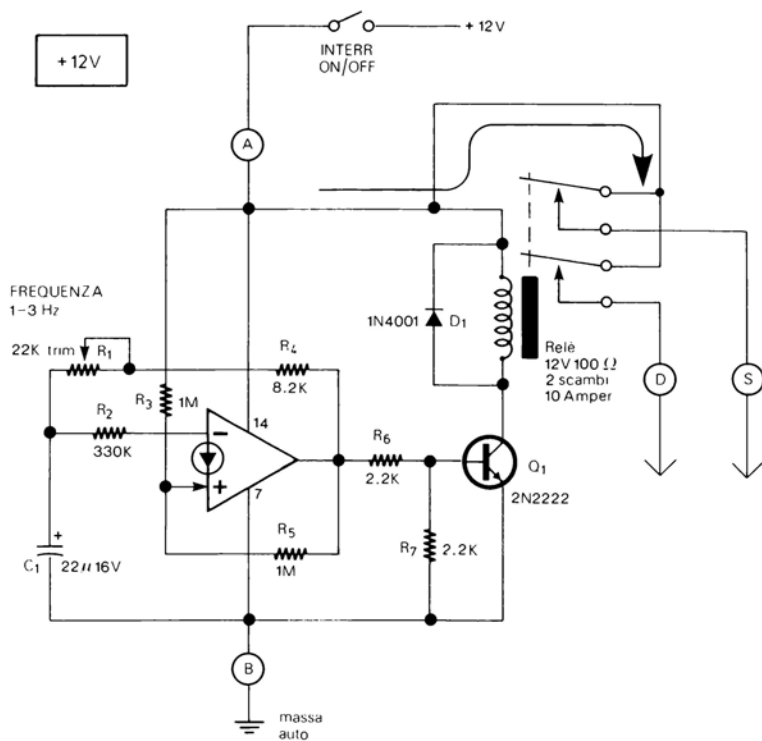 +12V
INTERR
ON/OFF
+12V
A
FREQUENZA
1-3 Hz
22K trim
R1
R4
8.2K
R3
1M
R2
330K
14
7
1N4001
D1
Relè
12V 100 Ω
2 scambi
10 Amper
D
S
R6
2.2K
Q1
2N2222
R5
1M
R7
2.2K
+
C1
22µ 16V
B
massa
auto